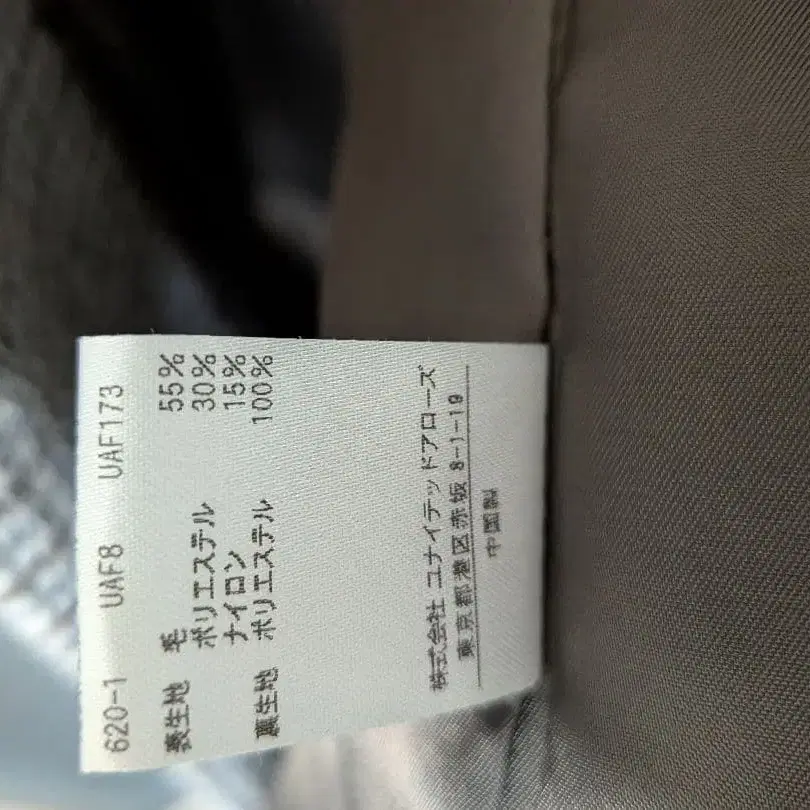 620-1 UAF8 UAF173
表生地 毛 55%
ポリエステル 30%
ナイロン 15%
裏生地 ポリエステル 100%
株式会社 ユナイテッドアローズ
東京都港区赤坂 8-1-19
中国製